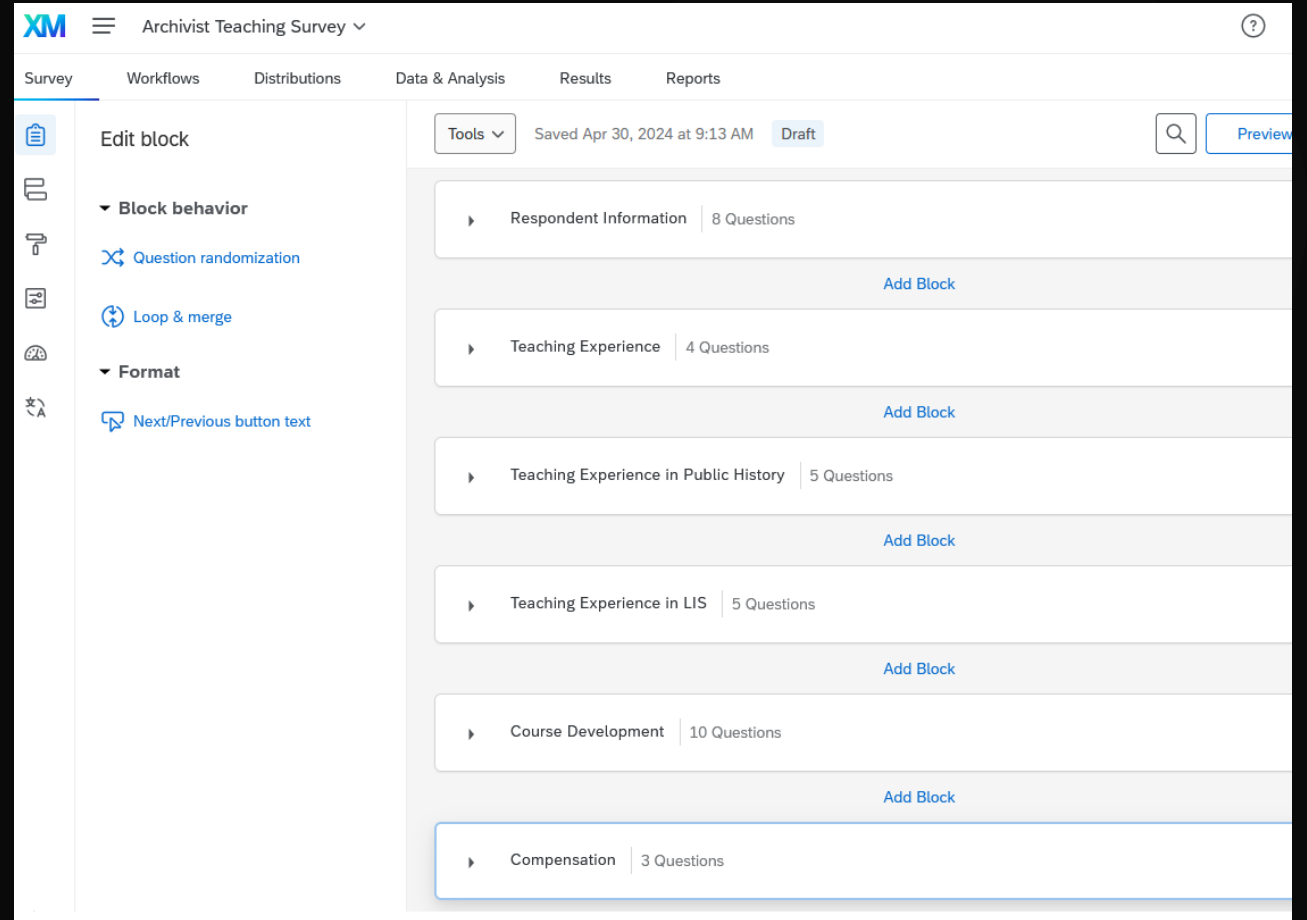 XM Archivist Teaching Survey ?
Survey Workflows Distributions Data & Analysis Results Reports
Edit block
Block behavior
Question randomization
Loop & merge
Format
Next/Previous button text
Tools Saved Apr 30, 2024 at 9:13 AM Draft Preview
Respondent Information 8 Questions
Add Block
Teaching Experience 4 Questions
Add Block
Teaching Experience in Public History 5 Questions
Add Block
Teaching Experience in LIS 5 Questions
Add Block
Course Development 10 Questions
Add Block
Compensation 3 Questions